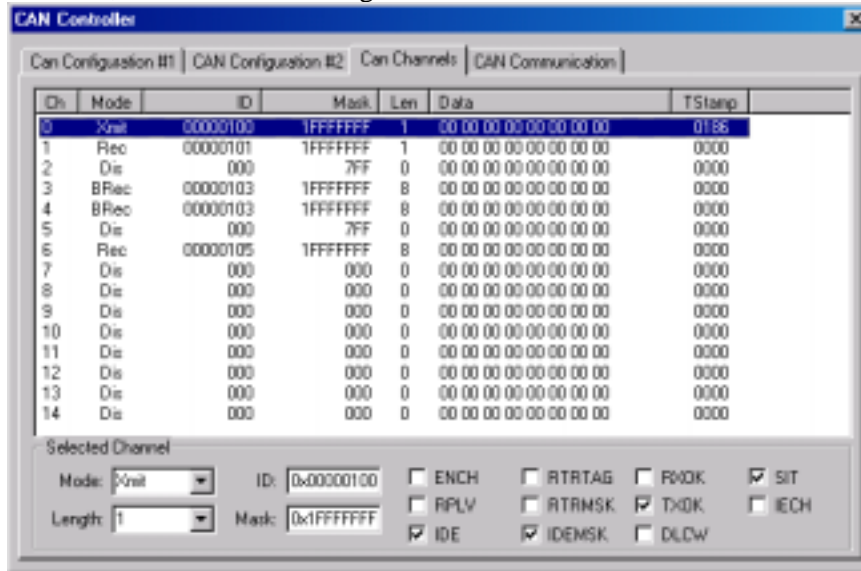 CAN Controller
Can Configuration #1 CAN Configuration #2 Can Channels CAN Communication
Ch Mode ID Mask Len Data TStamp
0 Xmit 00000100 1FFFFFFF 1 00 00 00 00 00 00 00 00 0186
1 Rec 00000101 1FFFFFFF 1 00 00 00 00 00 00 00 00 0000
2 Dis 000 7FF 0 00 00 00 00 00 00 00 00 0000
3 BRec 00000103 1FFFFFFF 8 00 00 00 00 00 00 00 00 0000
4 BRec 00000103 1FFFFFFF 8 00 00 00 00 00 00 00 00 0000
5 Dis 000 7FF 0 00 00 00 00 00 00 00 00 0000
6 Rec 00000105 1FFFFFFF 8 00 00 00 00 00 00 00 00 0000
7 Dis 000 000 0 00 00 00 00 00 00 00 00 0000
8 Dis 000 000 0 00 00 00 00 00 00 00 00 0000
9 Dis 000 000 0 00 00 00 00 00 00 00 00 0000
10 Dis 000 000 0 00 00 00 00 00 00 00 00 0000
11 Dis 000 000 0 00 00 00 00 00 00 00 00 0000
12 Dis 000 000 0 00 00 00 00 00 00 00 00 0000
13 Dis 000 000 0 00 00 00 00 00 00 00 00 0000
14 Dis 000 000 0 00 00 00 00 00 00 00 00 0000
Selected Channel
Mode: Xmit ID: 0x00000100 ENCH RTRTAG RXOK SIT
Length: 1 Mask: 0x1FFFFFFF RPLV RTRMSK TXOK IECH
IDE IDEMSK DLCW